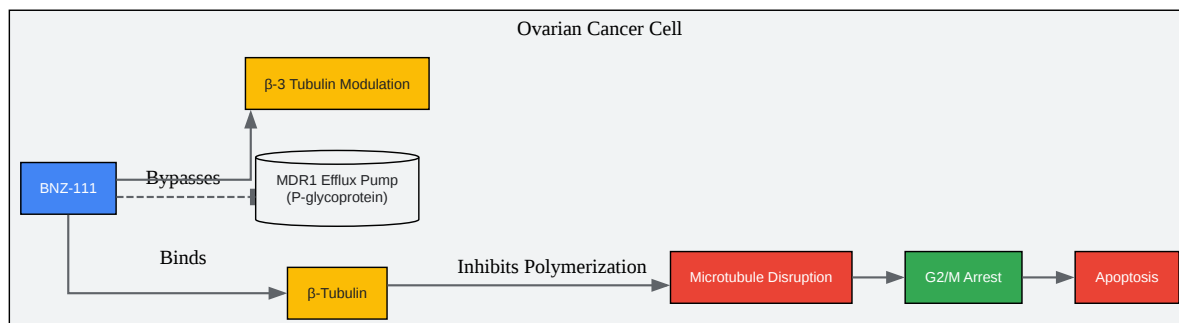 Ovarian Cancer Cell
β-3 Tubulin Modulation
BNZ-111
Bypasses
MDR1 Efflux Pump
(P-glycoprotein)
Binds
β-Tubulin
Inhibits Polymerization
Microtubule Disruption
G2/M Arrest
Apoptosis